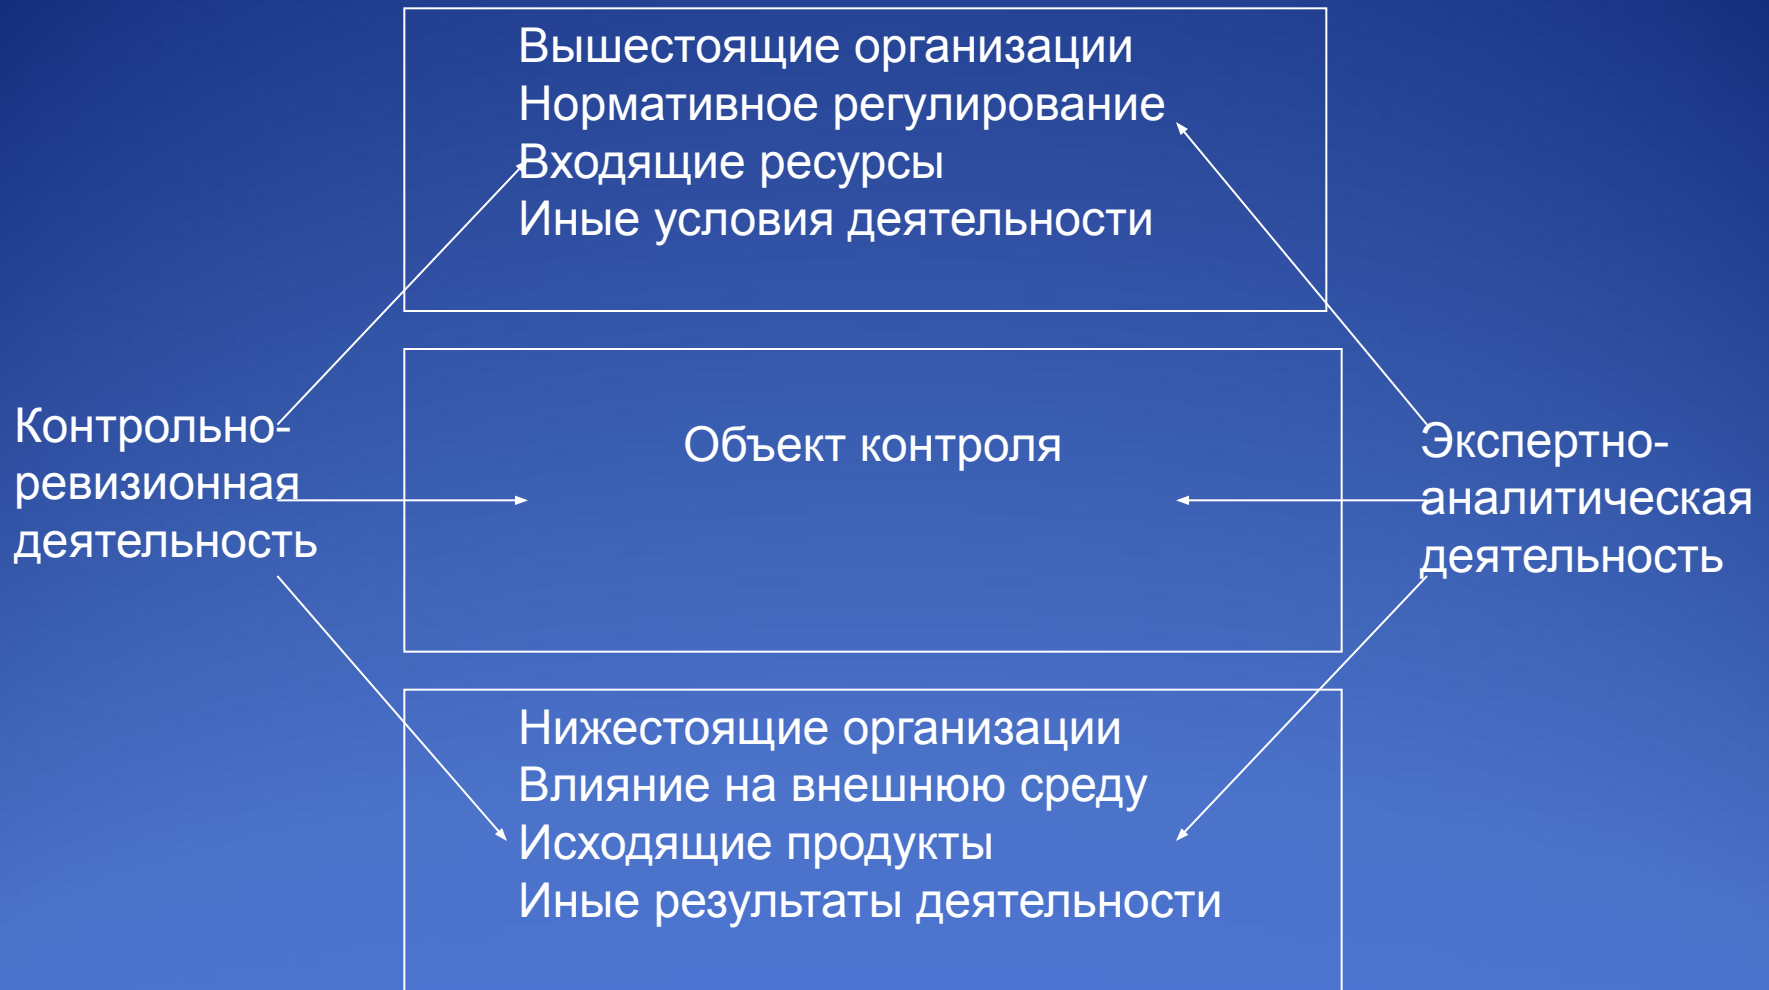 Вышестоящие организации
Нормативное регулирование
Входящие ресурсы
Иные условия деятельности
Контрольно-
ревизионная
деятельность
Объект контроля
Экспертно-
аналитическая
деятельность
Нижестоящие организации
Влияние на внешнюю среду
Исходящие продукты
Иные результаты деятельности